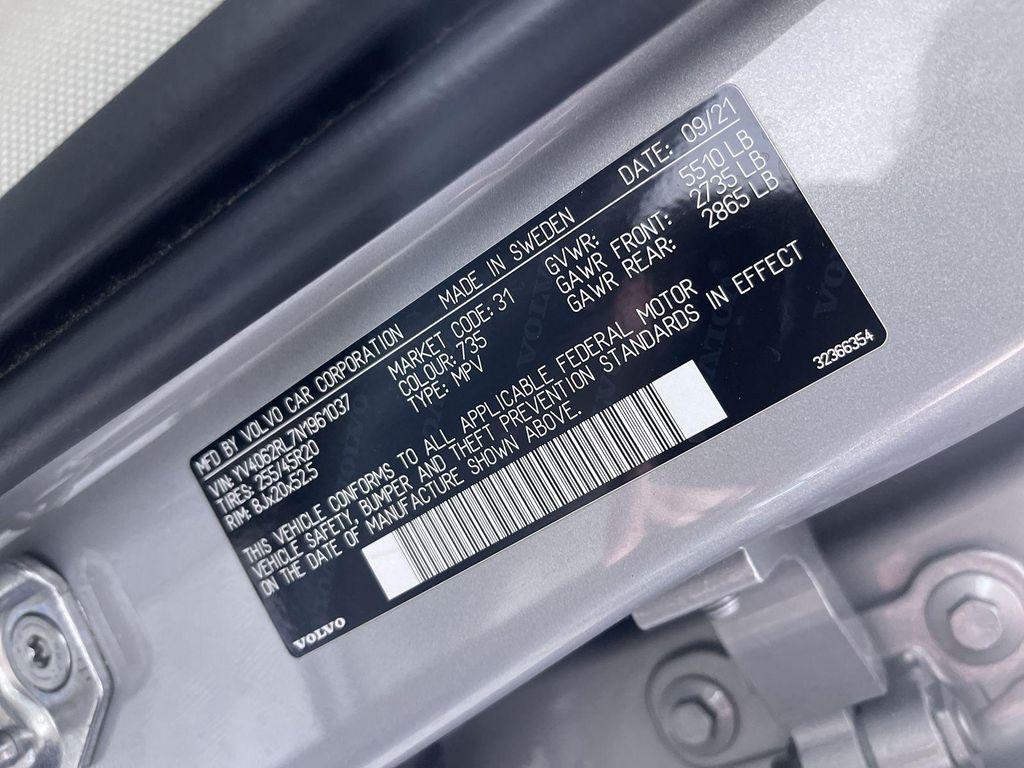 MFD BY VOLVO CAR CORPORATION MADE IN SWEDEN DATE: 09/21
VIN: YV4062RL7N1961037 MARKET CODE: 31 GVWR: 5510 LB
TIRES: 255/45R20 COLOUR: 735 GAWR FRONT: 2735 LB
RIM: 8Jx20x52.5 TYPE: MPV GAWR REAR: 2865 LB
THIS VEHICLE CONFORMS TO ALL APPLICABLE FEDERAL MOTOR
VEHICLE SAFETY, BUMPER AND THEFT PREVENTION STANDARDS IN EFFECT
ON THE DATE OF MANUFACTURE SHOWN ABOVE.
VOLVO
32366354